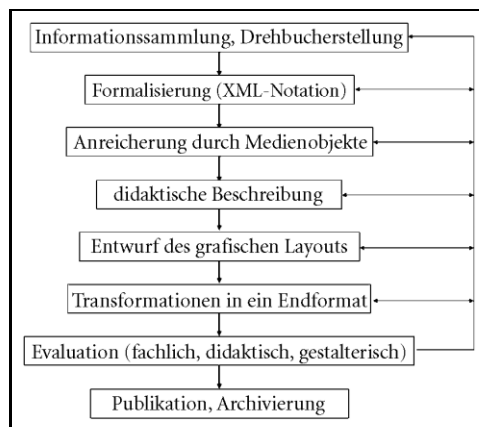 Informationssammlung, Drehbucherstellung
Formalisierung (XML-Notation)
Anreicherung durch Medienobjekte
didaktische Beschreibung
Entwurf des grafischen Layouts
Transformationen in ein Endformat
Evaluation (fachlich, didaktisch, gestalterisch)
Publikation, Archivierung